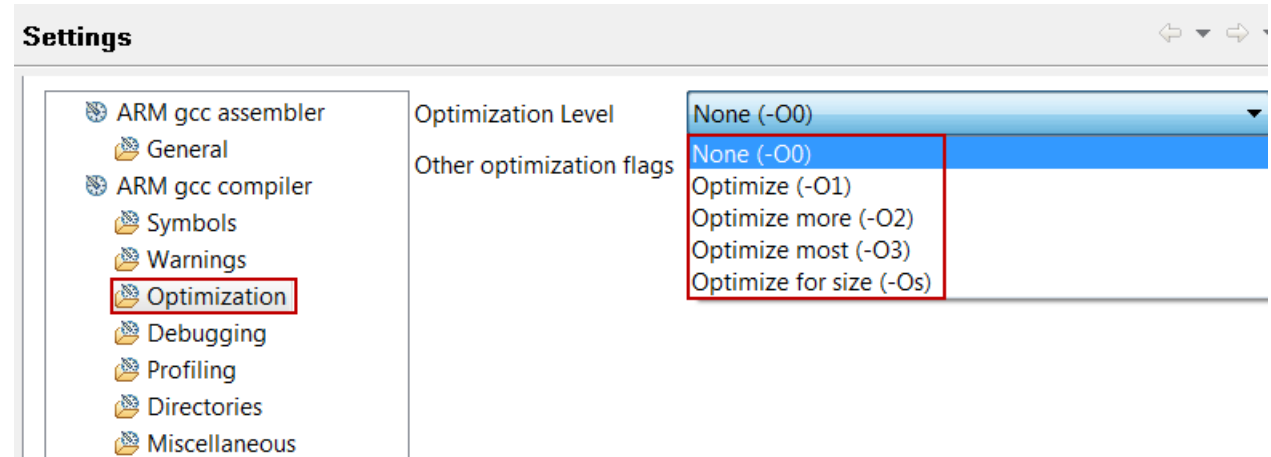 Settings
ARM gcc assembler
General
ARM gcc compiler
Symbols
Warnings
Optimization
Debugging
Profiling
Directories
Miscellaneous
Optimization Level
None (-O0)
Other optimization flags
None (-O0)
Optimize (-O1)
Optimize more (-O2)
Optimize most (-O3)
Optimize for size (-Os)